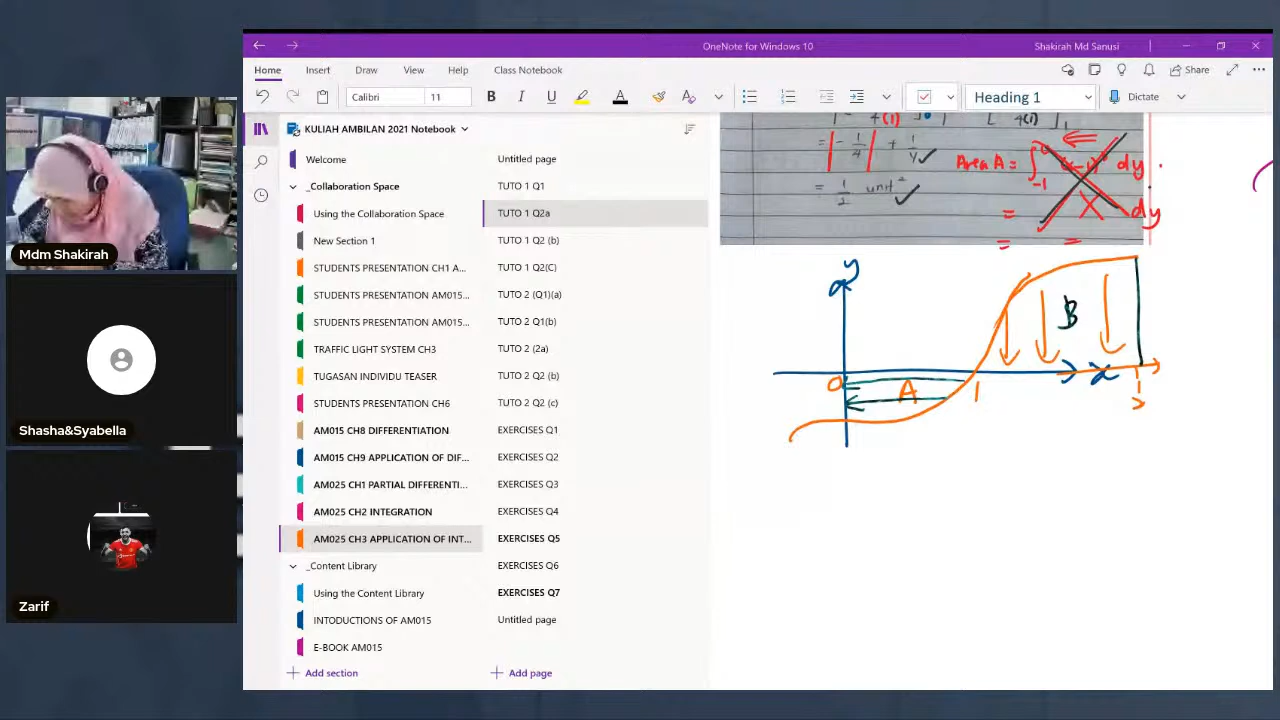 Mdm Shakirah
Shasha&Syabella
Zarif
OneNote for Windows 10
Shakirah Md Sanusi
Home
Insert
Draw
View
Help
Class Notebook
Share
Calibri
11
B
I
U
A
Heading 1
Dictate
KULIAH AMBILAN 2021 Notebook
Welcome
_Collaboration Space
Using the Collaboration Space
New Section 1
STUDENTS PRESENTATION CH1 A...
STUDENTS PRESENTATION AM015...
STUDENTS PRESENTATION AM015...
TRAFFIC LIGHT SYSTEM CH3
TUGASAN INDIVIDU TEASER
STUDENTS PRESENTATION CH6
AM015 CH8 DIFFERENTIATION
AM015 CH9 APPLICATION OF DIF...
AM025 CH1 PARTIAL DIFFERENTI...
AM025 CH2 INTEGRATION
AM025 CH3 APPLICATION OF INT...
_Content Library
Using the Content Library
INTODUCTIONS OF AM015
E-BOOK AM015
Add section
Untitled page
TUTO 1 Q1
TUTO 1 Q2a
TUTO 1 Q2 (b)
TUTO 1 Q2(C)
TUTO 2 (Q1)(a)
TUTO 2 Q1(b)
TUTO 2 (2a)
TUTO 2 Q2 (b)
TUTO 2 Q2 (c)
EXERCISES Q1
EXERCISES Q2
EXERCISES Q3
EXERCISES Q4
EXERCISES Q5
EXERCISES Q6
EXERCISES Q7
Untitled page
Add page
= |- 1/4| + 1/4
= 1/2 unit²
Area A = ∫ dy
= dy
= =
y
B
x
0
A
1